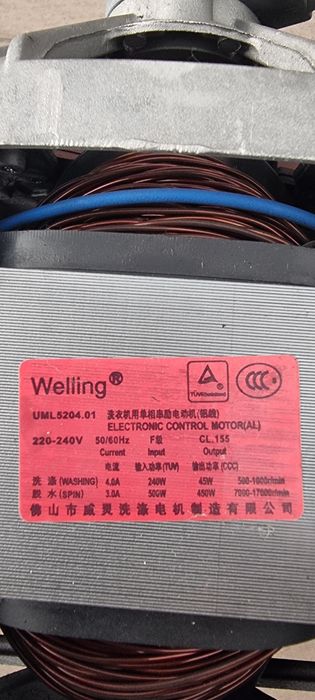 Welling®
TÜVRheinland
CCC
UML5204.01 洗衣机用单相串励电动机(铝线)
ELECTRONIC CONTROL MOTOR(AL)
220-240V 50/60Hz F级 CL.155
Current Input Output
电流 输入功率(TUV) 输出功率(CCC)
洗 涤 (WASHING) 4.0A 240W 45W 500-1000r/min
脱 水 (SPIN) 3.0A 500W 450W 7000-17000r/min
佛山市威灵洗涤电机制造有限公司